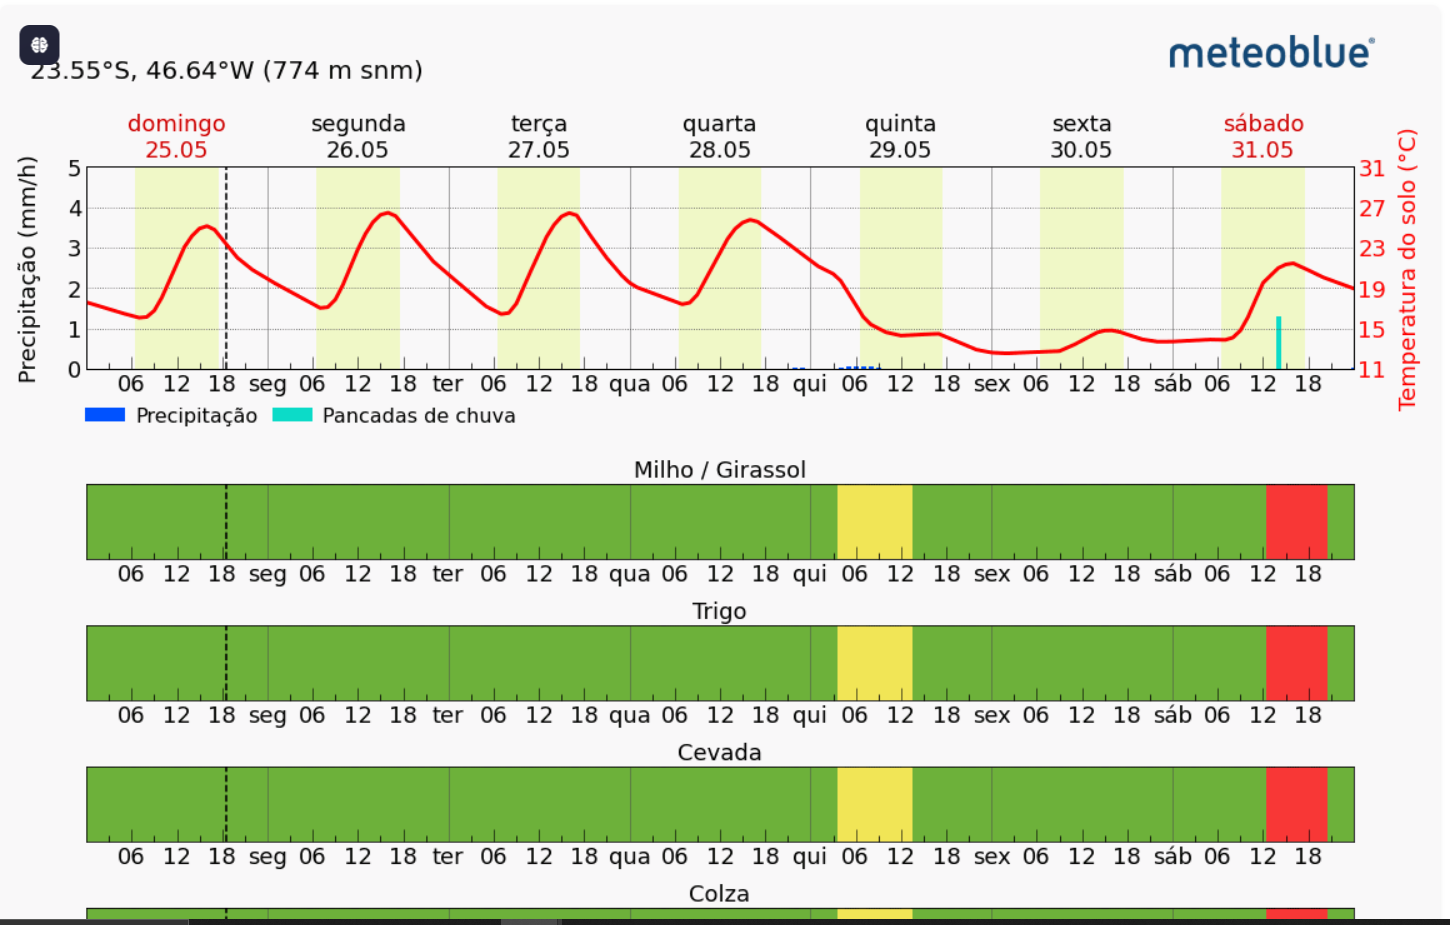 meteoblue®
23.55°S, 46.64°W (774 m snm)
domingo segunda terça quarta quinta sexta sábado
25.05 26.05 27.05 28.05 29.05 30.05 31.05
Precipitação (mm/h)
5
4
3
2
1
0
Temperatura do solo (°C)
31
27
23
19
15
11
06 12 18 seg 06 12 18 ter 06 12 18 qua 06 12 18 qui 06 12 18 sex 06 12 18 sáb 06 12 18
Precipitação Pancadas de chuva
Milho / Girassol
06 12 18 seg 06 12 18 ter 06 12 18 qua 06 12 18 qui 06 12 18 sex 06 12 18 sáb 06 12 18
Trigo
06 12 18 seg 06 12 18 ter 06 12 18 qua 06 12 18 qui 06 12 18 sex 06 12 18 sáb 06 12 18
Cevada
06 12 18 seg 06 12 18 ter 06 12 18 qua 06 12 18 qui 06 12 18 sex 06 12 18 sáb 06 12 18
Colza